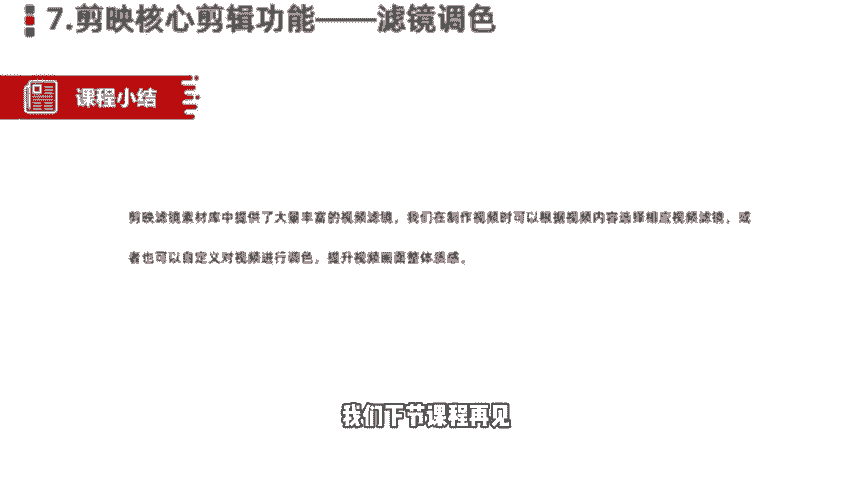 7.剪映核心剪辑功能——滤镜调色
课程小结
剪映滤镜素材库中提供了大量丰富的视频滤镜，我们在制作视频时可以根据视频内容选择相应视频滤镜，或
者也可以自定义对视频进行调色，提升视频画面整体质感。
我们下节课程再见